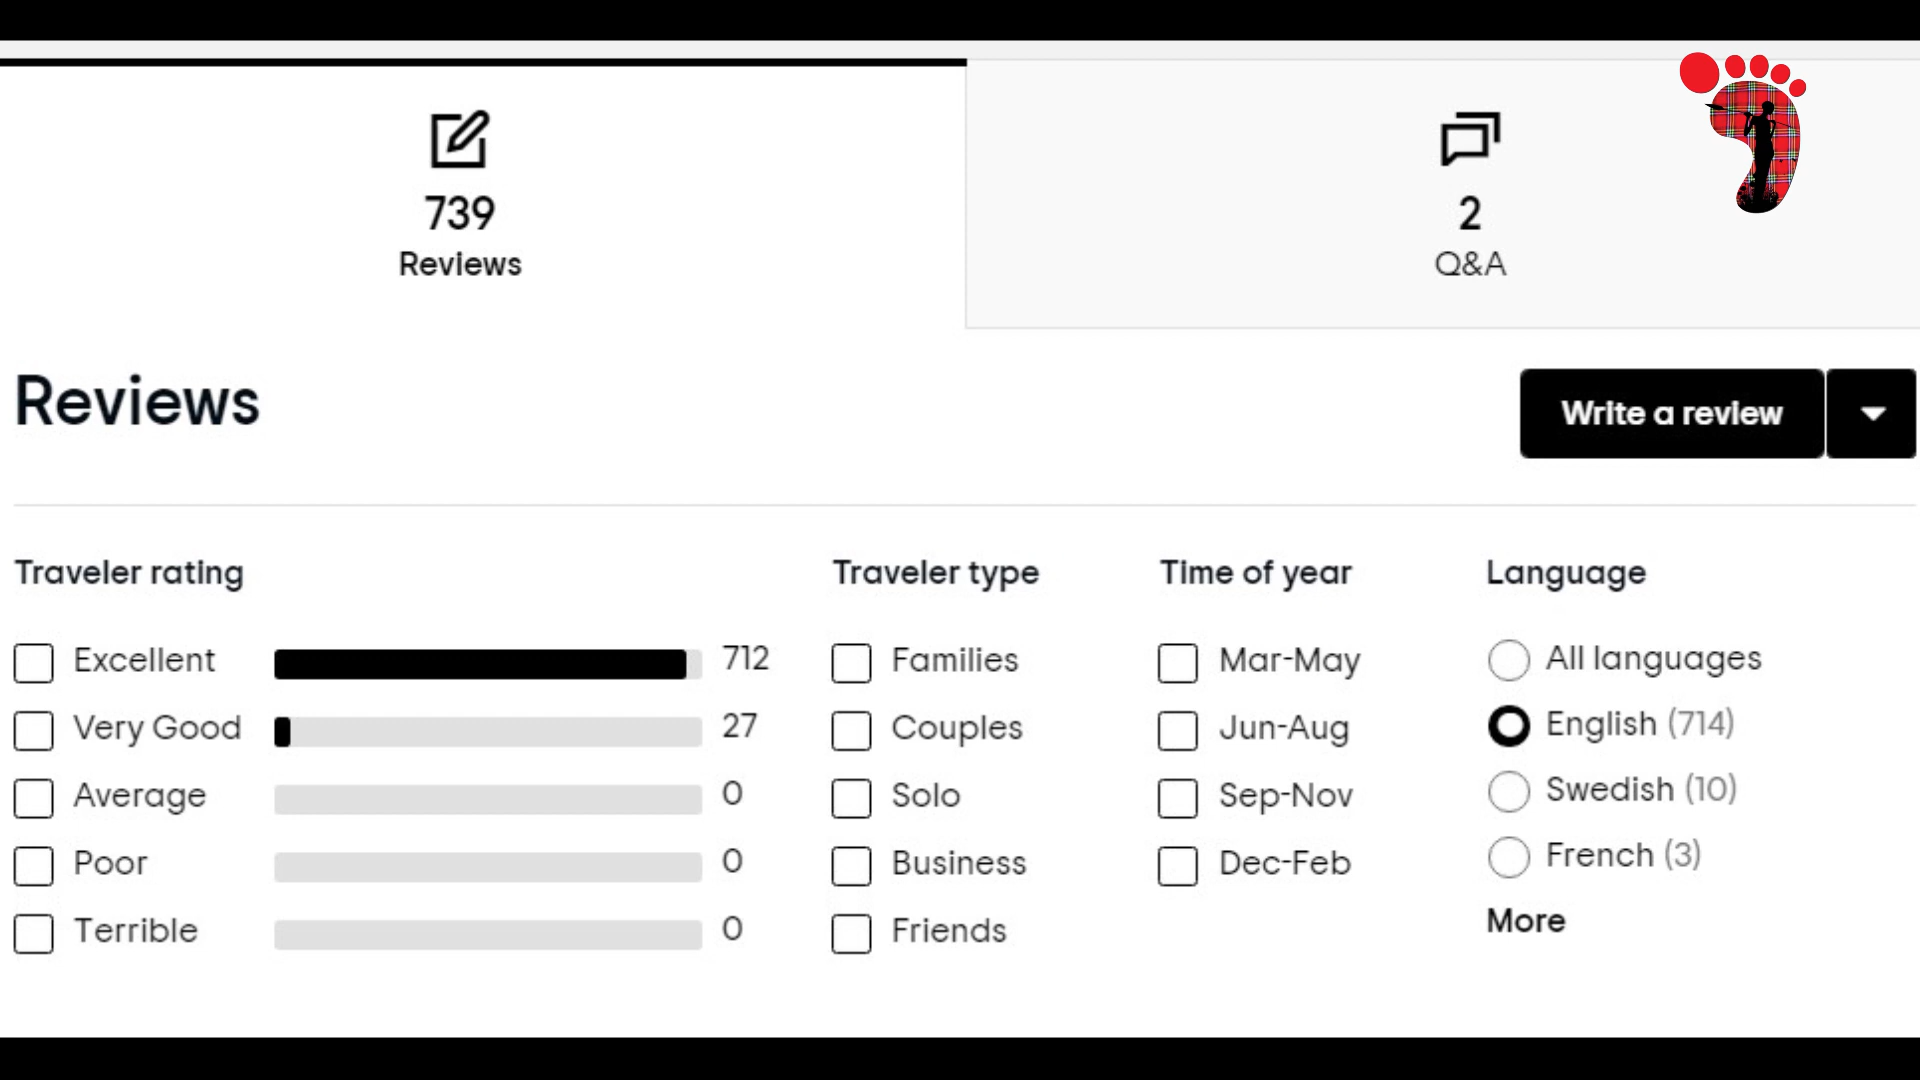 739
Reviews
2
Q&A
Reviews
Write a review
Traveler rating
Excellent 712
Very Good 27
Average 0
Poor 0
Terrible 0
Traveler type
Families
Couples
Solo
Business
Friends
Time of year
Mar-May
Jun-Aug
Sep-Nov
Dec-Feb
Language
All languages
English (714)
Swedish (10)
French (3)
More